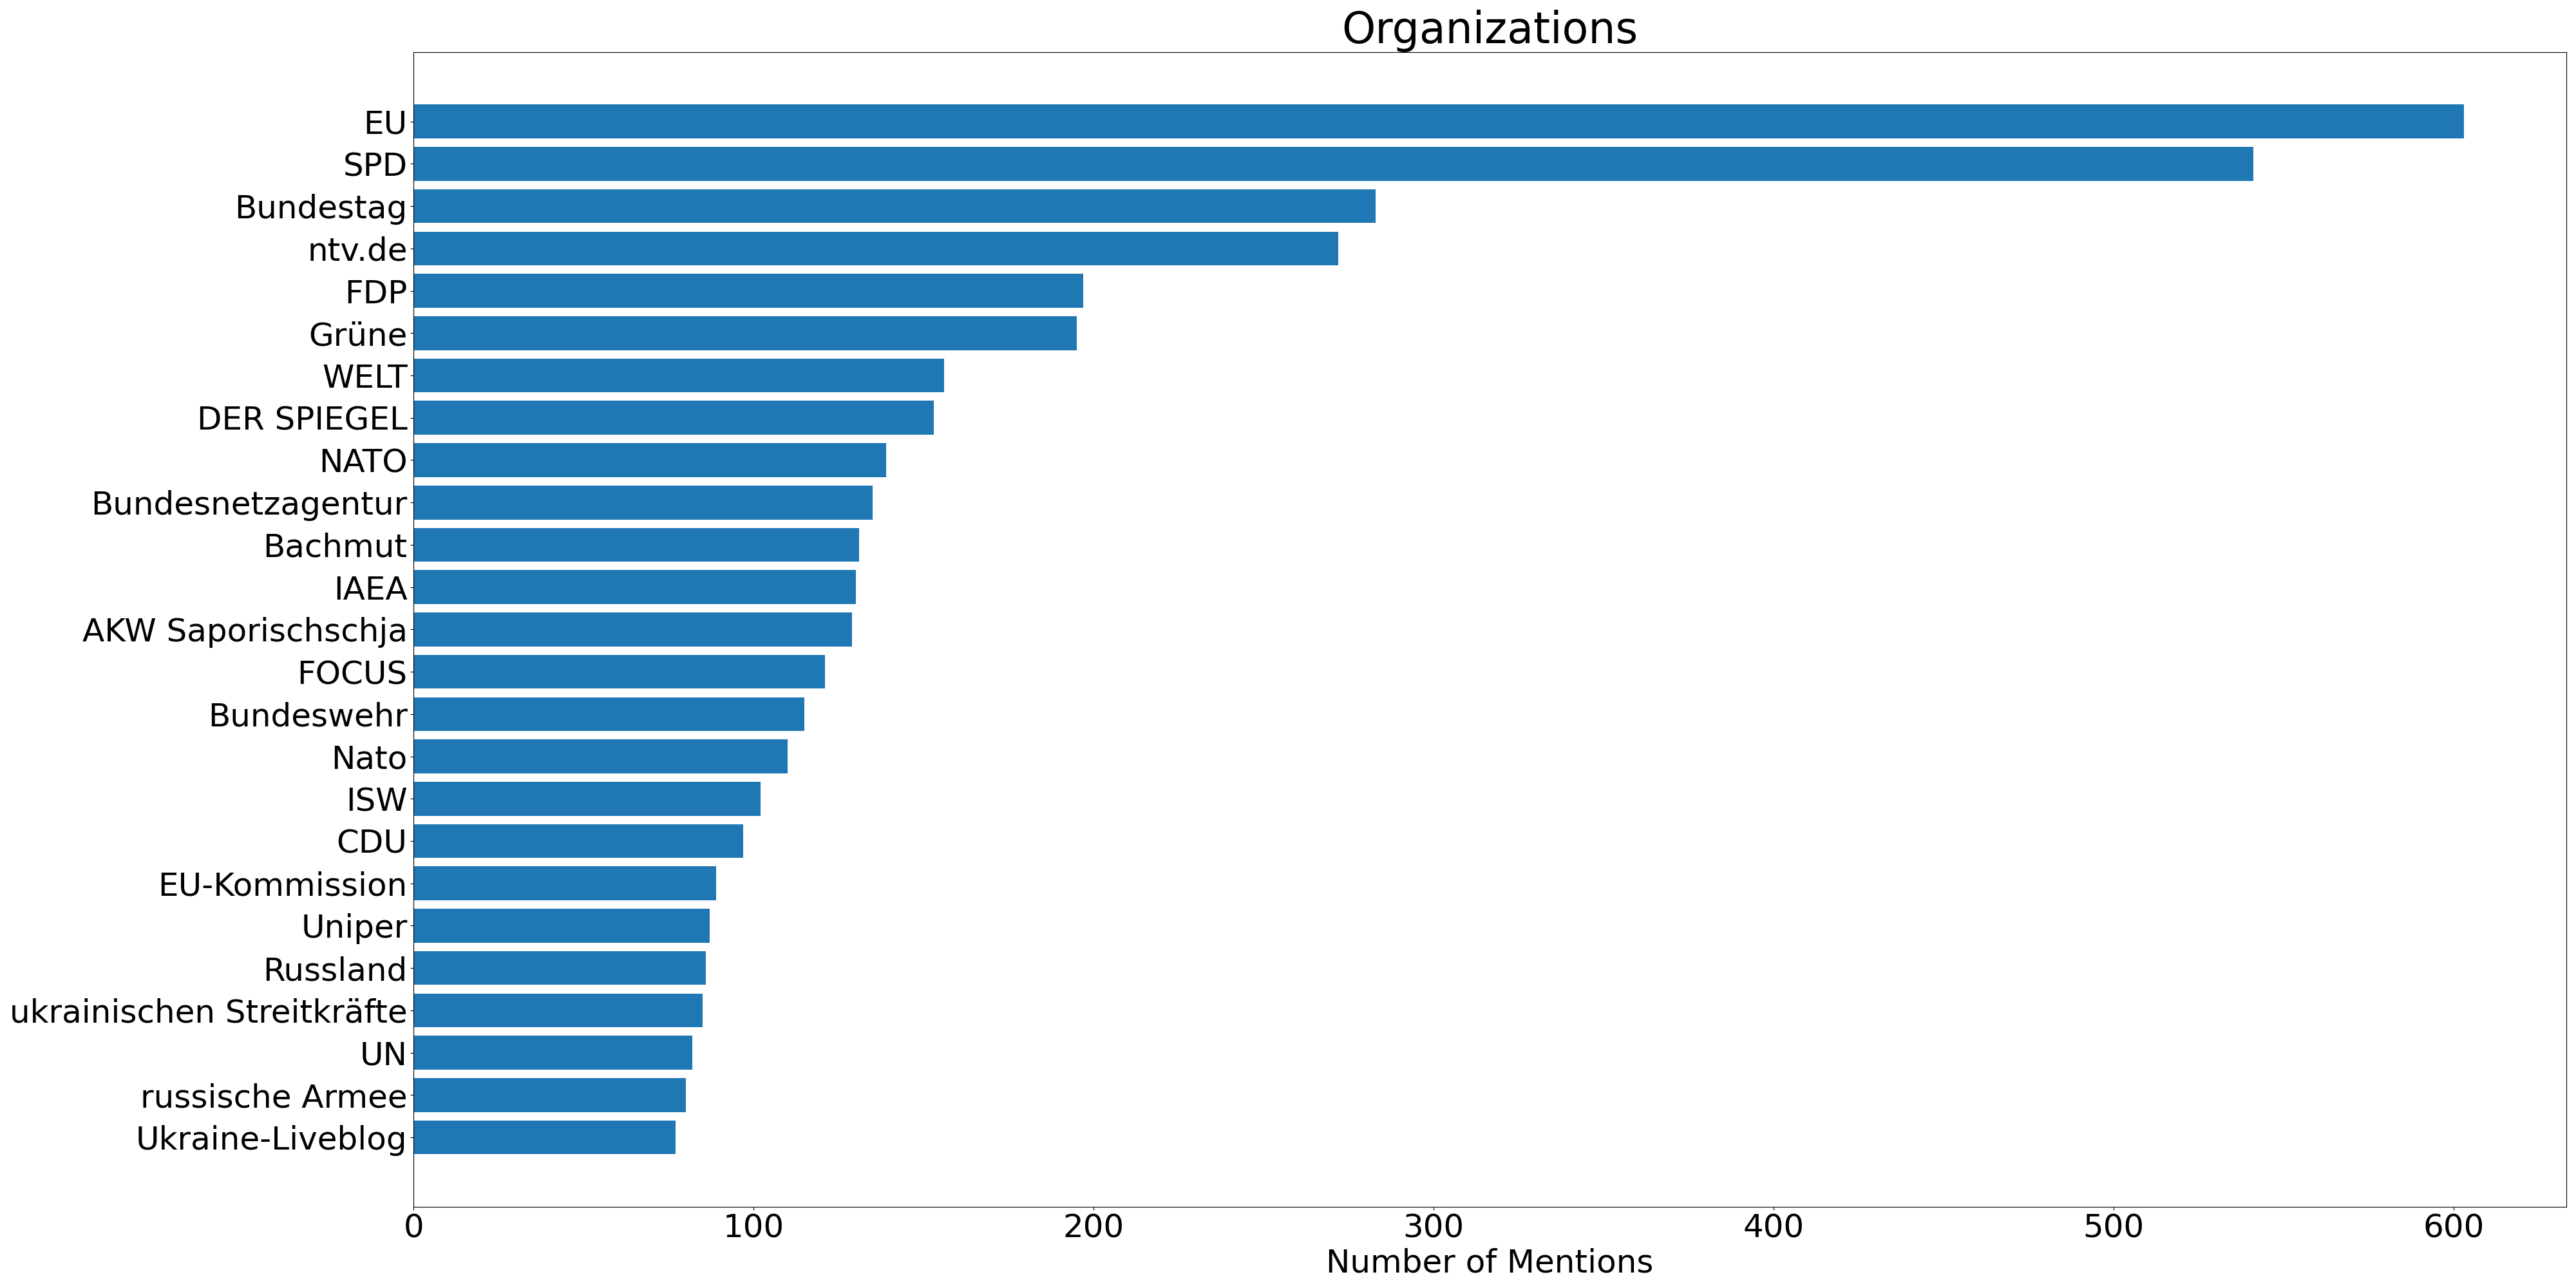 Organizations
EU
SPD
Bundestag
ntv.de
FDP
Grüne
WELT
DER SPIEGEL
NATO
Bundesnetzagentur
Bachmut
IAEA
AKW Saporischschja
FOCUS
Bundeswehr
Nato
ISW
CDU
EU-Kommission
Uniper
Russland
ukrainischen Streitkräfte
UN
russische Armee
Ukraine-Liveblog
0 100 200 300 400 500 600
Number of Mentions